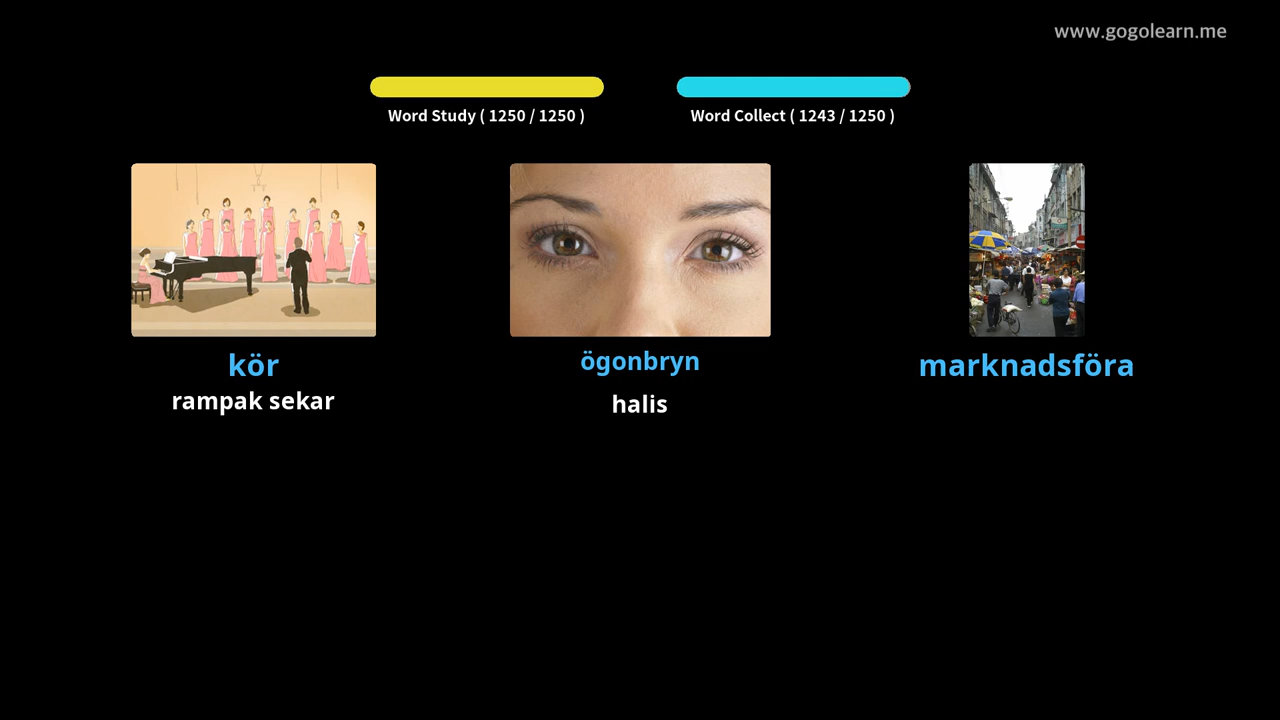 www.gogolearn.me
Word Study ( 1250 / 1250 )
Word Collect ( 1243 / 1250 )
kör
ögonbryn
marknadsföra
rampak sekar
halis